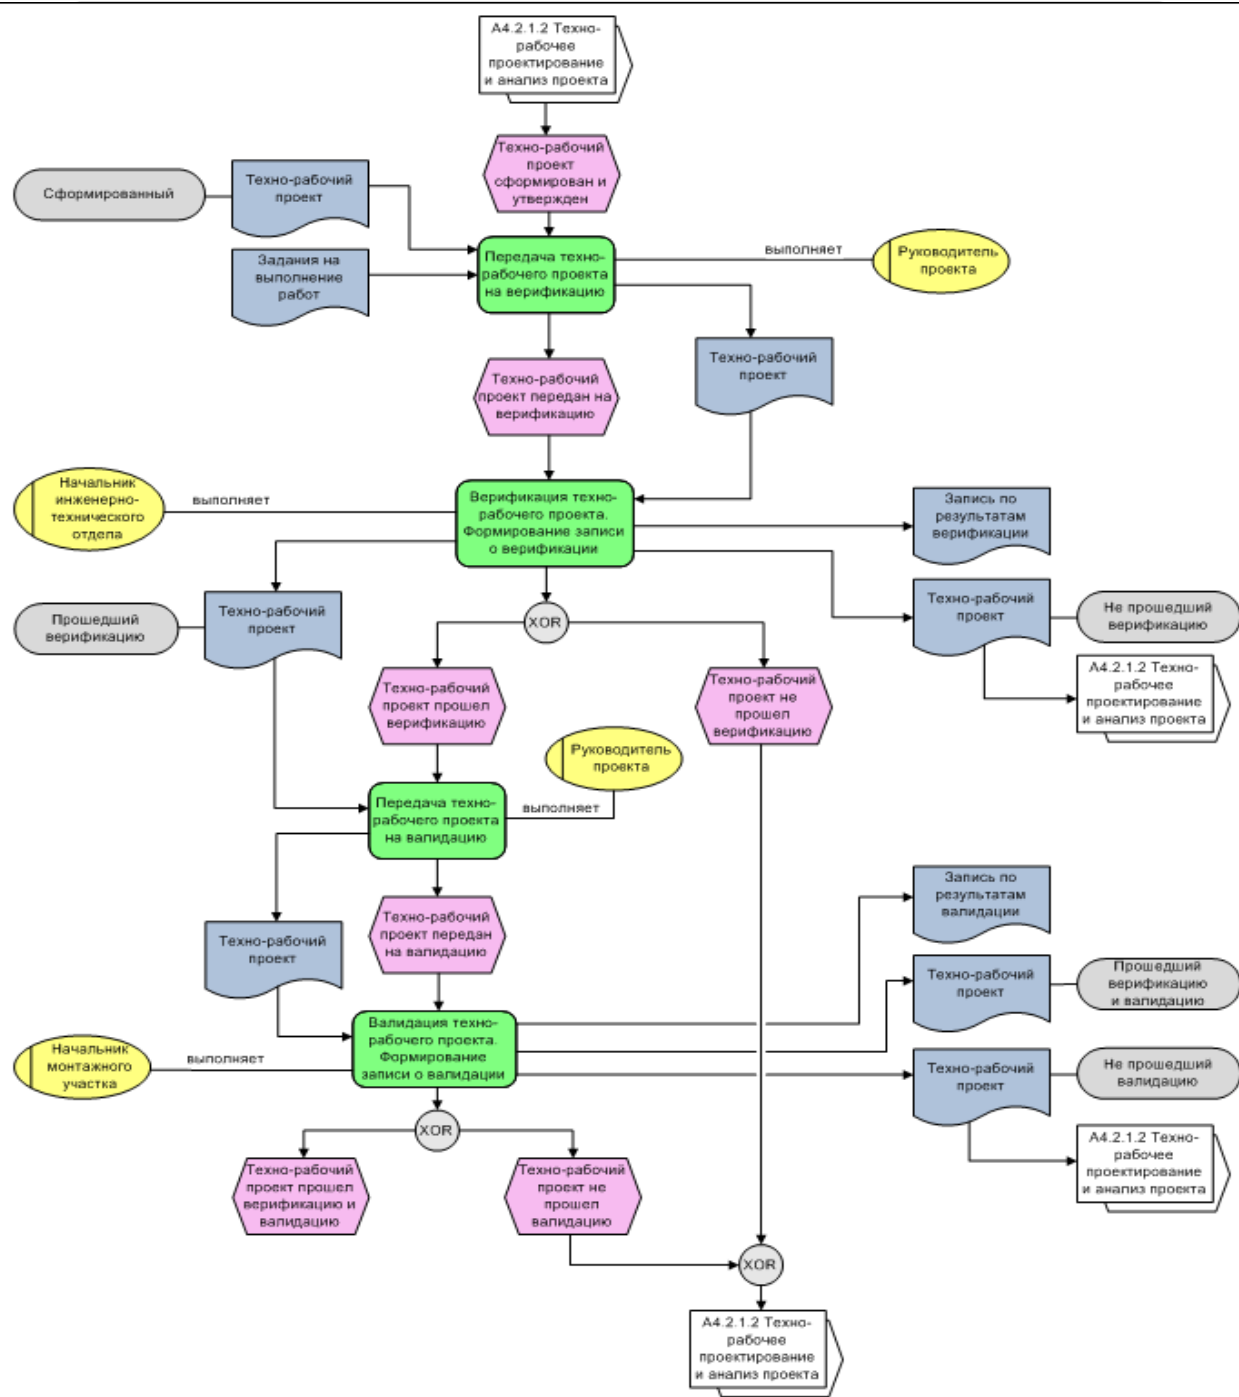 А4.2.1.2 Техно-
рабочее
проектирование
и анализ проекта
Техно-рабочий
проект
сформирован и
утвержден
Сформированный
Техно-рабочий
проект
Задания на
выполнение
работ
Передача техно-
рабочего проекта
на верификацию
выполняет
Руководитель
проекта
Техно-рабочий
проект передан на
верификацию
Техно-рабочий
проект
Начальник
инженерно-
технического
отдела
выполняет
Верификация техно-
рабочего проекта.
Формирование записи
о верификации
Запись по
результатам
верификации
Прошедший
верификацию
Техно-рабочий
проект
XOR
Техно-рабочий
проект
Не прошедший
верификацию
А4.2.1.2 Техно-
рабочее
проектирование
и анализ проекта
Техно-рабочий
проект прошел
верификацию
Техно-рабочий
проект не
прошел
верификацию
Руководитель
проекта
Передача техно-
рабочего проекта
на валидацию
выполняет
Техно-рабочий
проект
Техно-рабочий
проект передан
на валидацию
Запись по
результатам
валидации
Техно-рабочий
проект
Прошедший
верификацию
и валидацию
Начальник
монтажного
участка
выполняет
Валидация техно-
рабочего проекта.
Формирование
записи о валидации
Техно-рабочий
проект
Не прошедший
валидацию
XOR
А4.2.1.2 Техно-
рабочее
проектирование
и анализ проекта
Техно-рабочий
проект прошел
верификацию и
валидацию
Техно-рабочий
проект не
прошел
валидацию
XOR
А4.2.1.2 Техно-
рабочее
проектирование
и анализ проекта